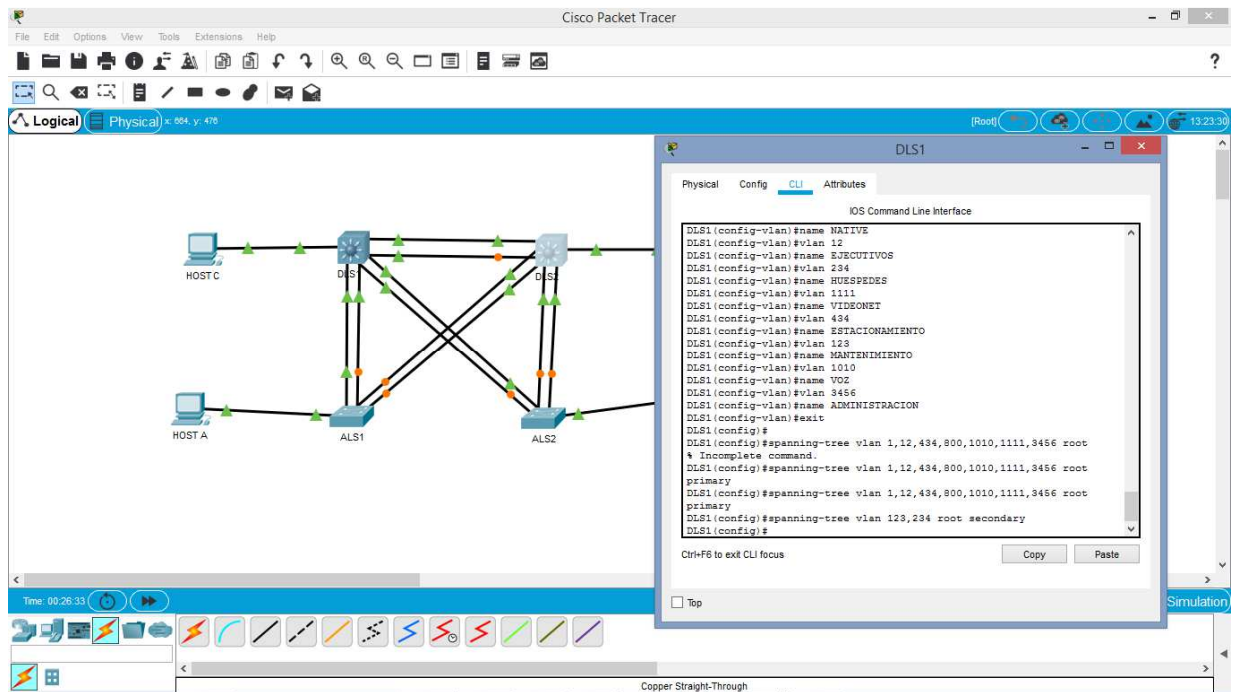 Cisco Packet Tracer
File Edit Options View Tools Extensions Help
Logical Physical x: 664, y: 476 [Root] 13:23:30
DLS1
Physical Config CLI Attributes
IOS Command Line Interface
DLS1(config-vlan)#name NATIVE
DLS1(config-vlan)#vlan 12
DLS1(config-vlan)#name EJECUTIVOS
DLS1(config-vlan)#vlan 234
DLS1(config-vlan)#name HUESPEDES
DLS1(config-vlan)#vlan 1111
DLS1(config-vlan)#name VIDEONET
DLS1(config-vlan)#vlan 434
DLS1(config-vlan)#name ESTACIONAMIENTO
DLS1(config-vlan)#vlan 123
DLS1(config-vlan)#name MANTENIMIENTO
DLS1(config-vlan)#vlan 1010
DLS1(config-vlan)#name VOZ
DLS1(config-vlan)#vlan 3456
DLS1(config-vlan)#name ADMINISTRACION
DLS1(config-vlan)#exit
DLS1(config)#
DLS1(config)#spanning-tree vlan 1,12,434,800,1010,1111,3456 root
% Incomplete command.
DLS1(config)#spanning-tree vlan 1,12,434,800,1010,1111,3456 root
primary
DLS1(config)#spanning-tree vlan 1,12,434,800,1010,1111,3456 root
primary
DLS1(config)#spanning-tree vlan 123,234 root secondary
DLS1(config)#
Ctrl+F6 to exit CLI focus Copy Paste
Top
HOST C
DLS1
DLS2
HOST A
ALS1
ALS2
Time: 00:26:33 Simulation
Copper Straight-Through